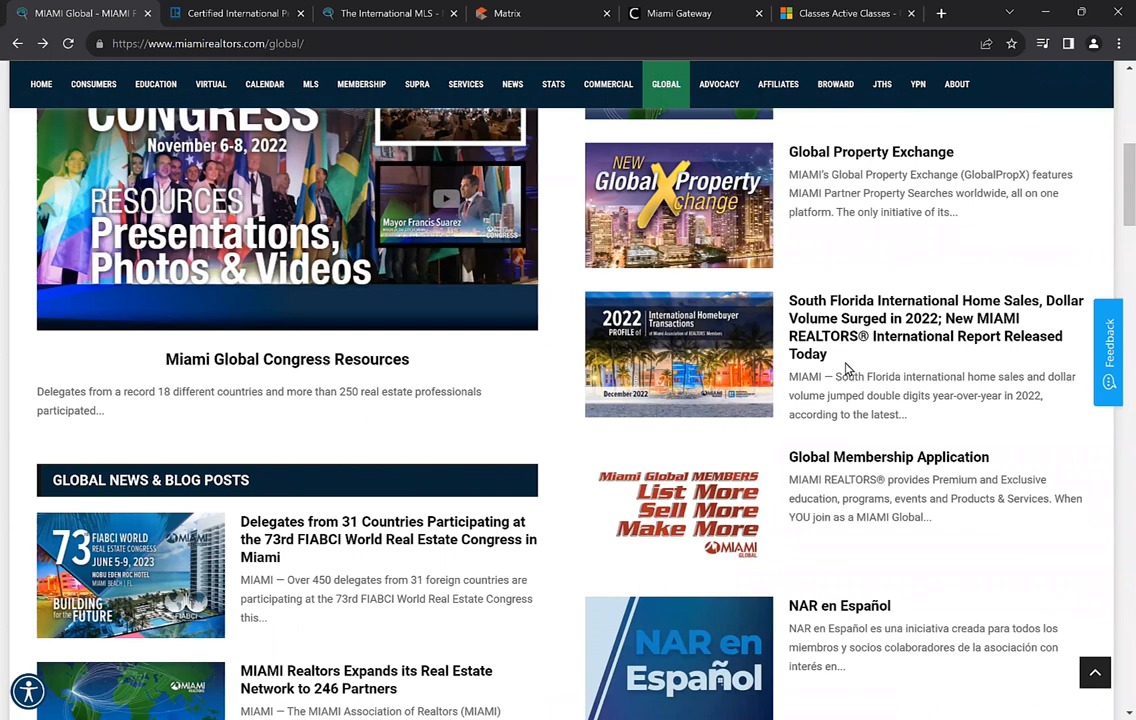 MIAMI Global - MIAMI R
Certified International P
The International MLS -
Matrix
Miami Gateway
Classes Active Classes -
https://www.miamirealtors.com/global/
HOME
CONSUMERS
EDUCATION
VIRTUAL
CALENDAR
MLS
MEMBERSHIP
SUPRA
SERVICES
NEWS
STATS
COMMERCIAL
GLOBAL
ADVOCACY
AFFILIATES
BROWARD
JTHS
YPN
ABOUT
CONGRESS
November 6-8, 2022
RESOURCES
Presentations,
Photos & Videos
Mayor Francis Suarez
Miami Global Congress Resources
Delegates from a record 18 different countries and more than 250 real estate professionals
participated...
GLOBAL NEWS & BLOG POSTS
73
FIABCI WORLD
REAL ESTATE CONGRESS
JUNE 5-9, 2023
NOBU EDEN ROC HOTEL
MIAMI BEACH | FL
BUILDING
for the FUTURE
MIAMI
FIABCI
Delegates from 31 Countries Participating at
the 73rd FIABCI World Real Estate Congress in
Miami
MIAMI — Over 450 delegates from 31 foreign countries are
participating at the 73rd FIABCI World Real Estate Congress
this...
MIAMI
MIAMI Realtors Expands its Real Estate
Network to 246 Partners
MIAMI — The MIAMI Association of Realtors (MIAMI)
NEW
Global Property
Xchange
Global Property Exchange
MIAMI's Global Property Exchange (GlobalPropX) features
MIAMI Partner Property Searches worldwide, all on one
platform. The only initiative of its...
2022
PROFILE of
International Homebuyer
Transactions
of Miami Association of REALTORS® Members
December 2022
South Florida International Home Sales, Dollar
Volume Surged in 2022; New MIAMI
REALTORS® International Report Released
Today
MIAMI — South Florida international home sales and dollar
volume jumped double digits year-over-year in 2022,
according to the latest...
Miami Global MEMBERS
List More
Sell More
Make More
MIAMI
GLOBAL
Global Membership Application
MIAMI REALTORS® provides Premium and Exclusive
education, programs, events and Products & Services. When
YOU join as a MIAMI Global...
NAR en
Español
NAR en Español
NAR en Español es una iniciativa creada para todos los
miembros y socios colaboradores de la asociación con
interés en...
Feedback